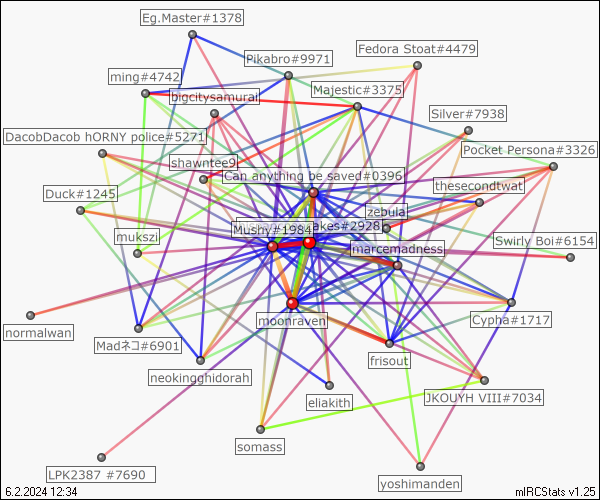 Eg.Master#1378
Fedora Stoat#4479
Pikabro#9971
ming#4742
Majestic#3375
bigcitysamurai
Silver#7938
DacobDacob hORNY police#5271
Pocket Persona#3326
shawntee9
Can anything be saved#0396
thesecondtwat
Duck#1245
zebula
akes#2928
Mushy#1984
mukszi
marcemadness
Swirly Boi#6154
moonraven
Cypha#1717
normalwan
Madネコ#6901
frisout
neokingghidorah
eliakith
JKOUYH VIII#7034
somass
LPK2387 #7690
yoshimanden
6.2.2024 12:34
mIRCStats v1.25